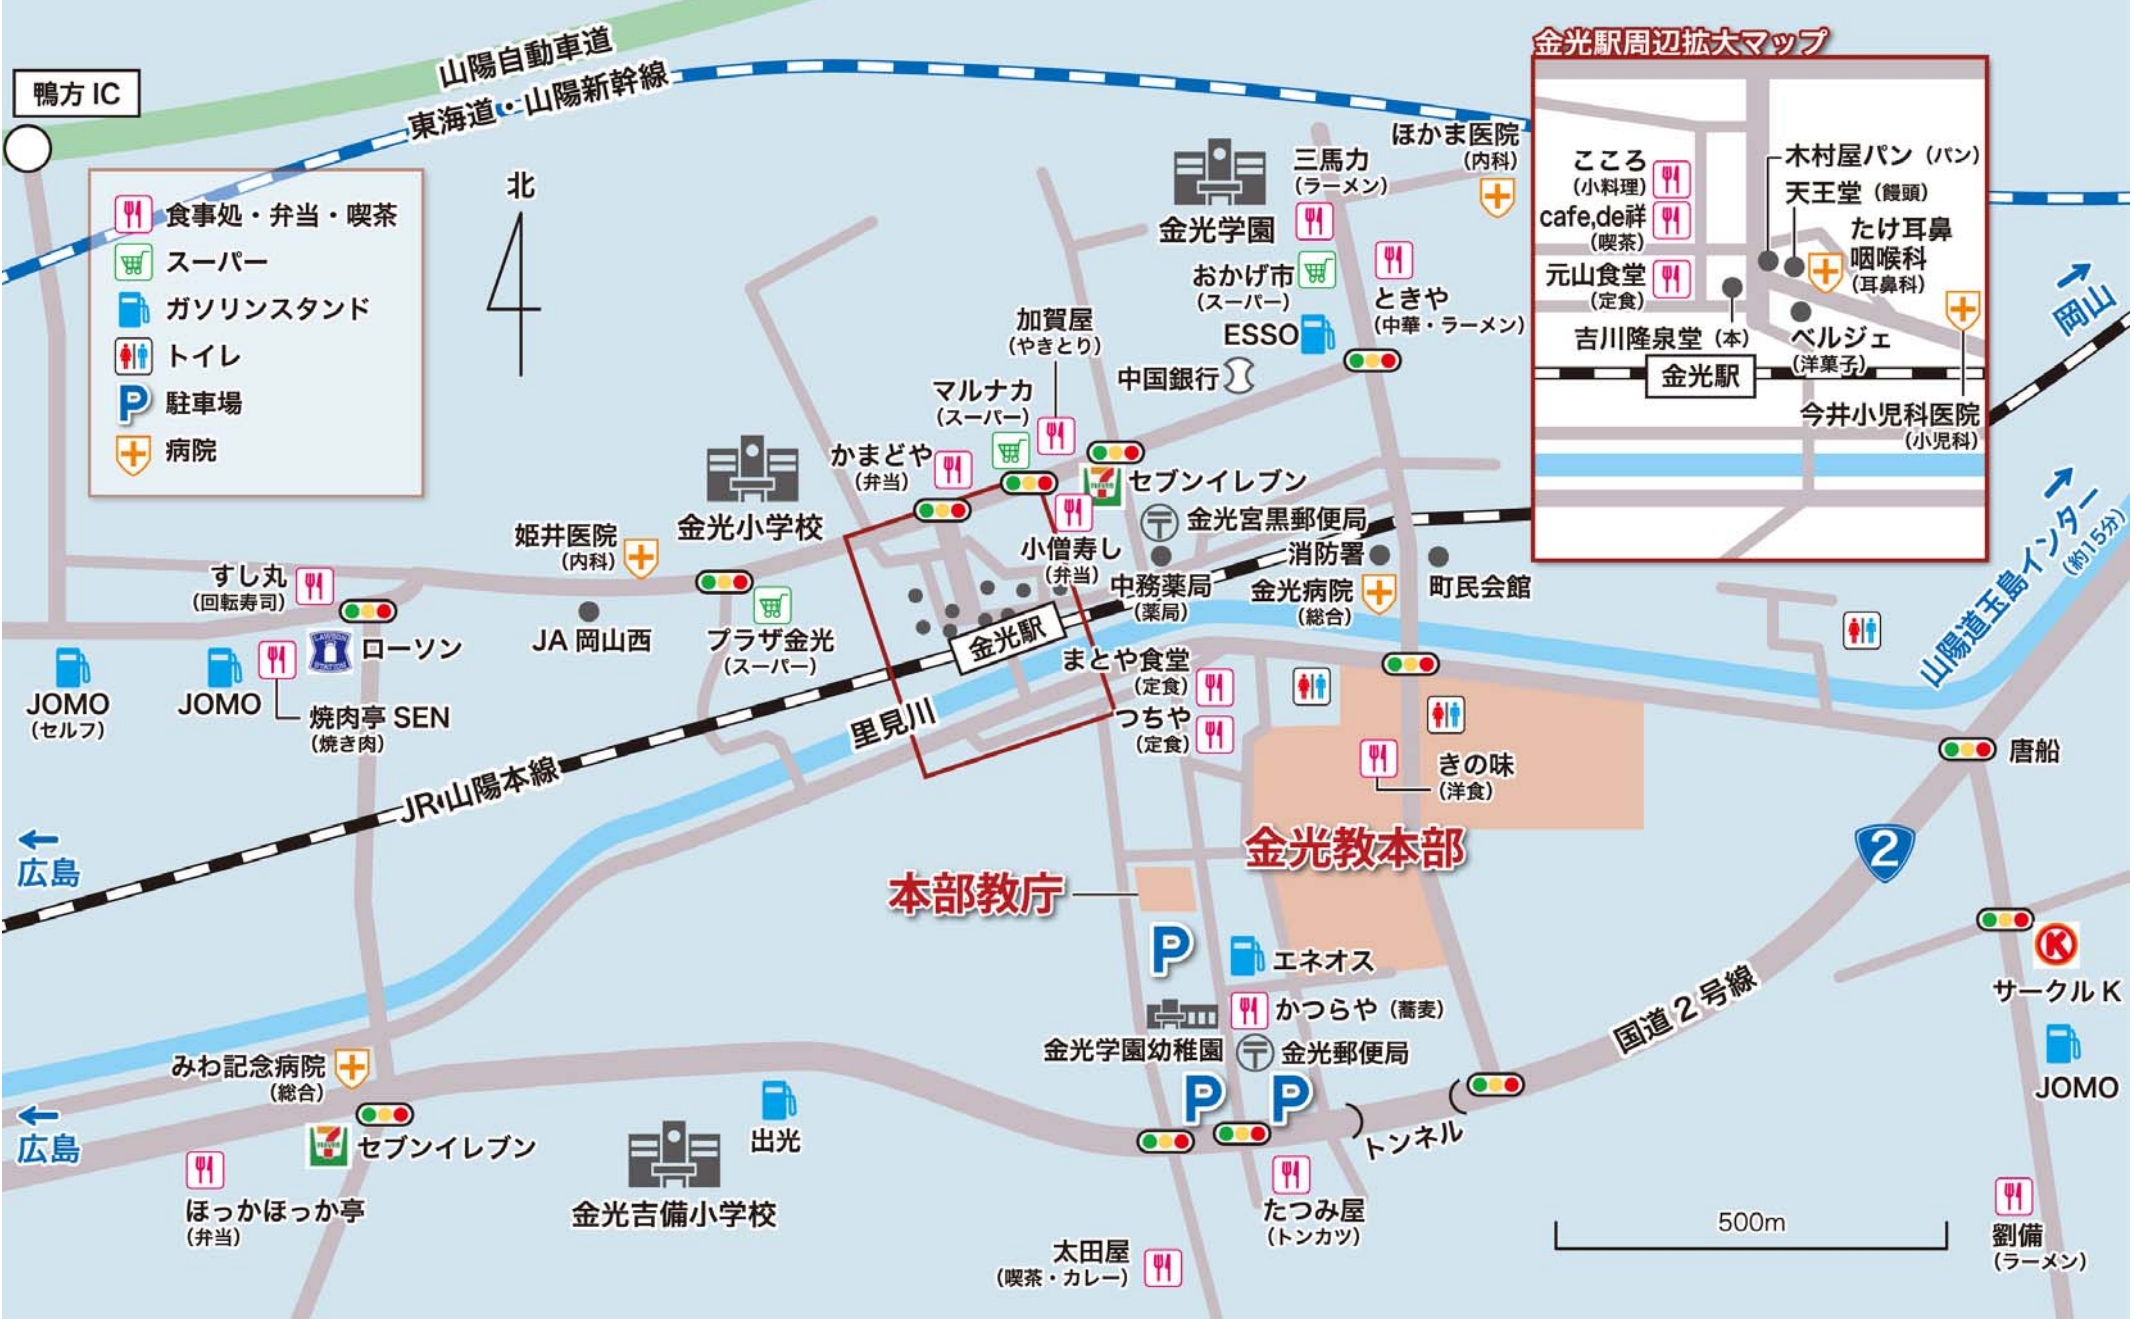 山陽自動車道
東海道・山陽新幹線
鴨方 IC
食事処・弁当・喫茶
スーパー
ガソリンスタンド
トイレ
P 駐車場
病院
北
金光学園
三馬力
(ラーメン)
ほかま医院
(内科)
おかげ市
(スーパー)
ESSO
ときや
(中華・ラーメン)
中国銀行
加賀屋
(やきとり)
マルナカ
(スーパー)
かまどや
(弁当)
セブンイレブン
小僧寿し
(弁当)
金光宮黒郵便局
中務薬局
(薬局)
消防署
金光病院
(総合)
町民会館
金光小学校
姫井医院
(内科)
JA 岡山西
プラザ金光
(スーパー)
金光駅
すし丸
(回転寿司)
LAWSON
STATION
ローソン
JOMO
(セルフ)
JOMO
焼肉亭 SEN
(焼き肉)
JR山陽本線
里見川
まとや食堂
(定食)
つちや
(定食)
きの味
(洋食)
金光教本部
本部教庁
P
エネオス
かつらや(蕎麦)
金光学園幼稚園
金光郵便局
P
P
トンネル
国道2号線
2
唐船
K
サークル K
JOMO
劉備
(ラーメン)
たつみ屋
(トンカツ)
太田屋
(喫茶・カレー)
500m
広島
広島
みわ記念病院
(総合)
セブンイレブン
ほっかほっか亭
(弁当)
金光吉備小学校
出光
岡山
山陽道玉島インター
(約15分)
金光駅周辺拡大マップ
こころ
(小料理)
cafe,de祥
(喫茶)
元山食堂
(定食)
木村屋パン(パン)
天王堂(饅頭)
たけ耳鼻
咽喉科
(耳鼻科)
吉川隆泉堂(本)
ベルジェ
(洋菓子)
金光駅
今井小児科医院
(小児科)